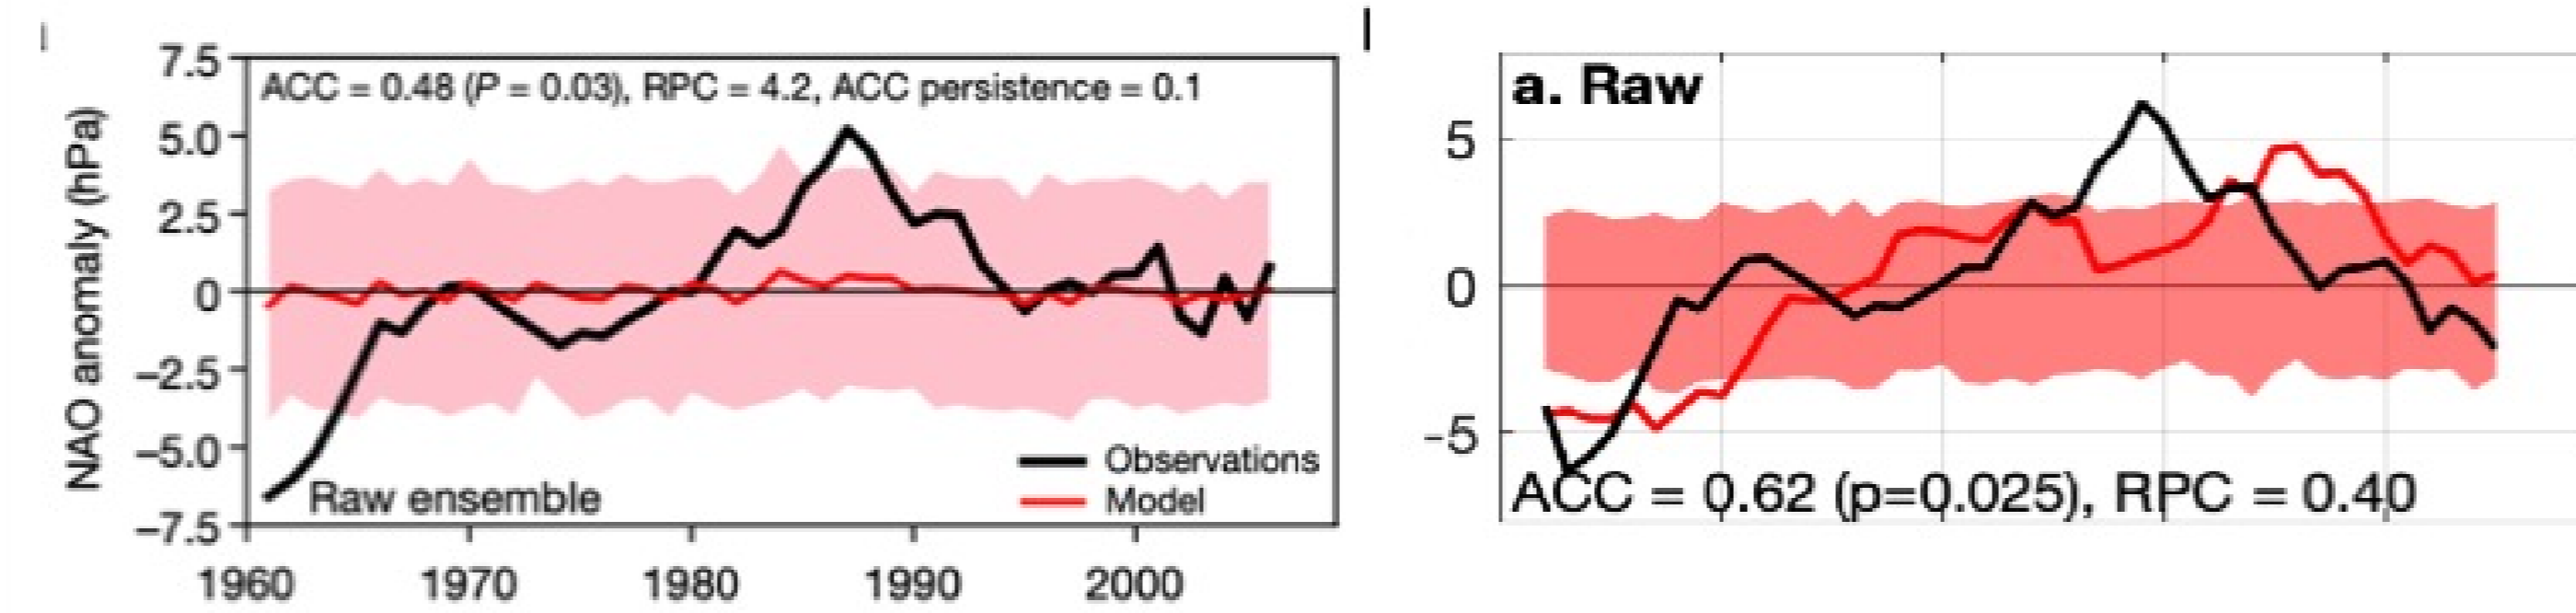 7.5
ACC = 0.48 (P = 0.03), RPC = 4.2, ACC persistence = 0.1
5.0
2.5
0
−2.5
−5.0
−7.5
NAO anomaly (hPa)
Observations
Model
Raw ensemble
1960 1970 1980 1990 2000
a. Raw
5
0
-5
ACC = 0.62 (p=0.025), RPC = 0.40